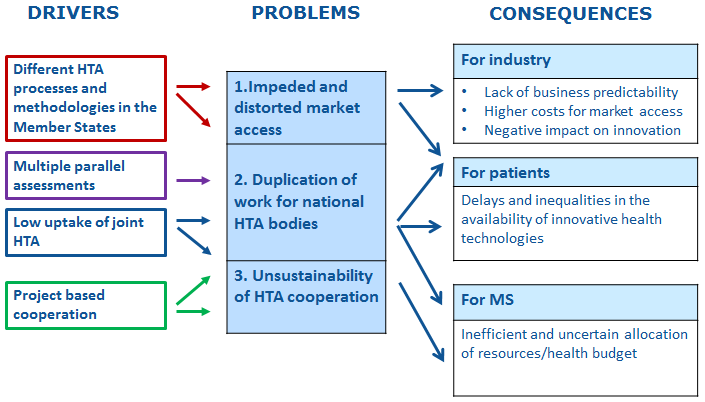 DRIVERS
PROBLEMS
CONSEQUENCES
Different HTA
processes and
methodologies in the
Member States
Multiple parallel
assessments
Low uptake of joint
HTA
Project based
cooperation
1.Impeded and
distorted market
access
2. Duplication of
work for national
HTA bodies
3. Unsustainability
of HTA cooperation
For industry
• Lack of business predictability
• Higher costs for market access
• Negative impact on innovation
For patients
Delays and inequalities in the
availability of innovative health
technologies
For MS
Inefficient and uncertain allocation
of resources/health budget